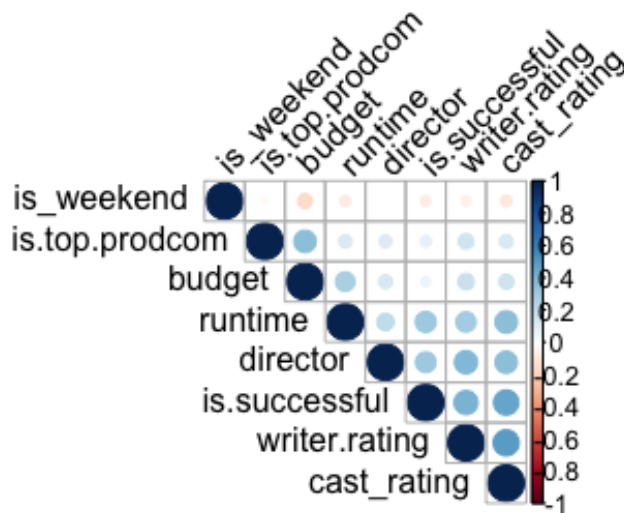 is_weekend
is.top.prodcom
budget
runtime
director
is.successful
writer.rating
cast_rating
is_weekend
is.top.prodcom
budget
runtime
director
is.successful
writer.rating
cast_rating
1
0.8
0.6
0.4
0.2
0
-0.2
-0.4
-0.6
-0.8
-1